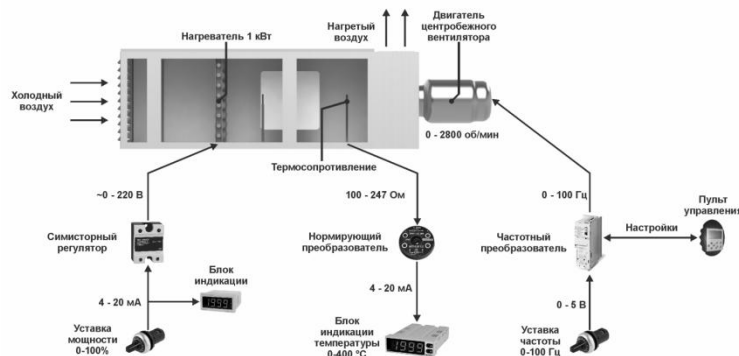 Нагреватель 1 кВт
Нагретый
воздух
Двигатель
центробежного
вентилятора
Холодный
воздух
0 - 2800 об/мин
Термосопротивление
~0 - 220 В
100 - 247 Ом
0 - 100 Гц
Симисторный
регулятор
Нормирующий
преобразователь
Частотный
преобразователь
Настройки
Пульт
управления
4 - 20 мА
Блок
индикации
1999
4 - 20 мА
0 - 5 В
Уставка
мощности
0-100%
Блок
индикации
температуры
0-400 °C
1999
Уставка
частоты
0-100 Гц